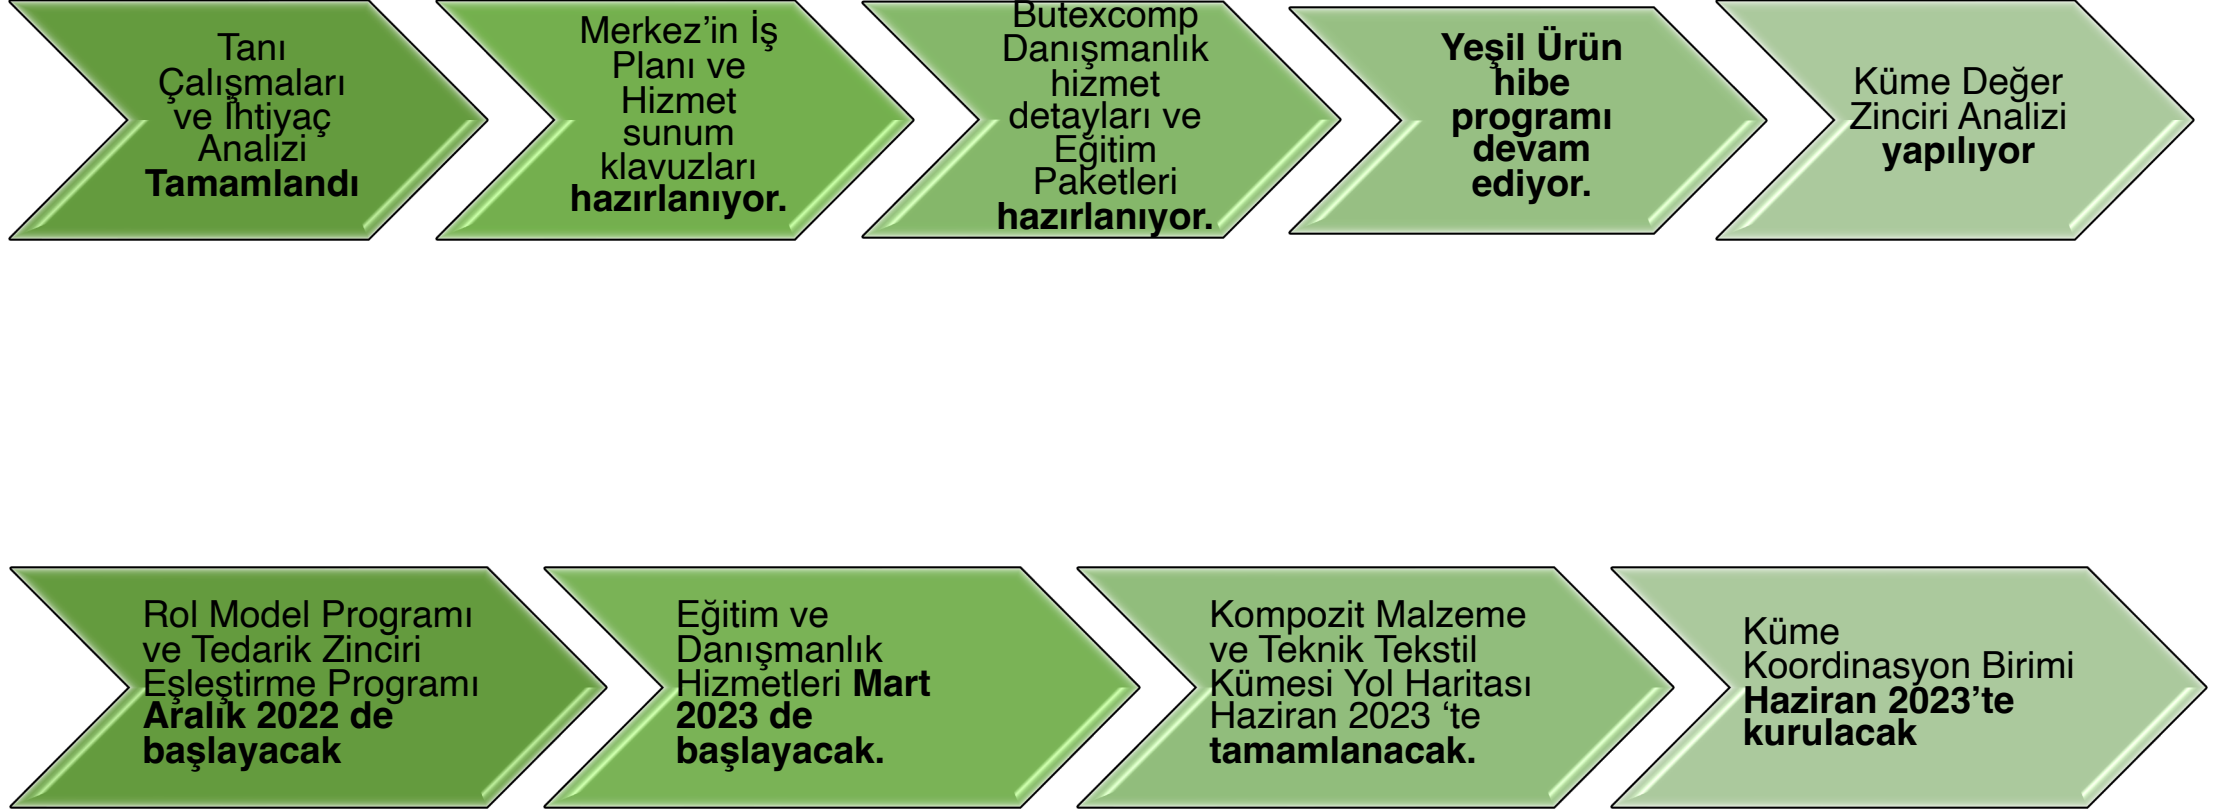 Tanı
Çalışmaları
ve İhtiyaç
Analizi
Tamamlandı
Merkez’in İş
Planı ve
Hizmet
sunum
klavuzları
hazırlanıyor.
Butexcomp
Danışmanlık
hizmet
detayları ve
Eğitim
Paketleri
hazırlanıyor.
Yeşil Ürün
hibe
programı
devam
ediyor.
Küme Değer
Zinciri Analizi
yapılıyor
Rol Model Programı
ve Tedarik Zinciri
Eşleştirme Programı
Aralık 2022 de
başlayacak
Eğitim ve
Danışmanlık
Hizmetleri Mart
2023 de
başlayacak.
Kompozit Malzeme
ve Teknik Tekstil
Kümesi Yol Haritası
Haziran 2023 ‘te
tamamlanacak.
Küme
Koordinasyon Birimi
Haziran 2023’te
kurulacak